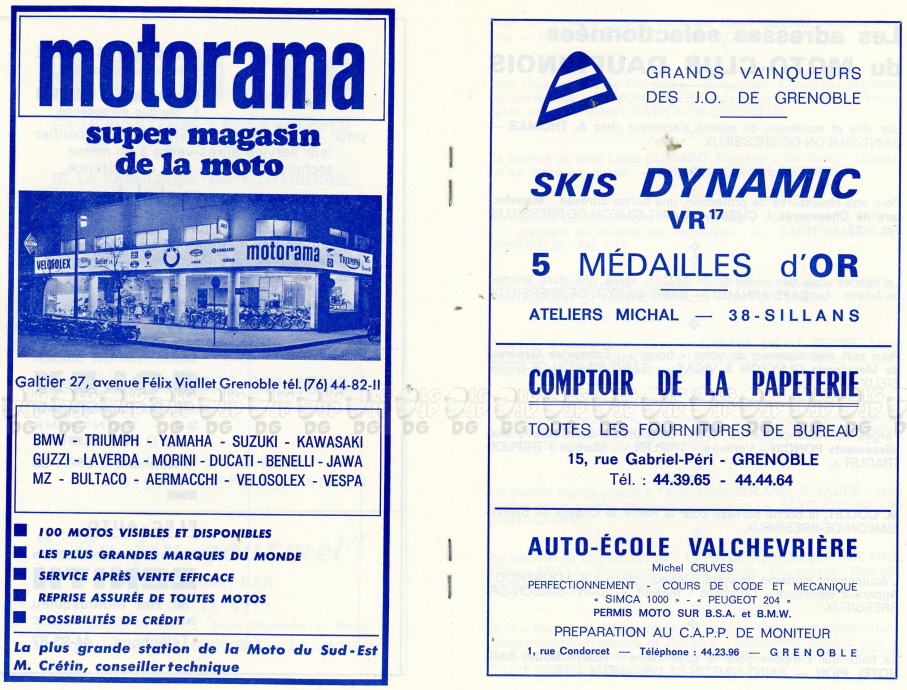 motorama
super magasin
de la moto
VELOSOLEX
motorama
TRIUMPH
Galtier 27, avenue Félix Viallet Grenoble tél. (76) 44-82-11
BMW - TRIUMPH - YAMAHA - SUZUKI - KAWASAKI
GUZZI - LAVERDA - MORINI - DUCATI - BENELLI - JAWA
MZ - BULTACO - AERMACCHI - VELOSOLEX - VESPA
100 MOTOS VISIBLES ET DISPONIBLES
LES PLUS GRANDES MARQUES DU MONDE
SERVICE APRÈS VENTE EFFICACE
REPRISE ASSURÉE DE TOUTES MOTOS
POSSIBILITÉS DE CRÉDIT
La plus grande station de la Moto du Sud-Est
M. Crétin, conseiller technique
GRANDS VAINQUEURS
DES J.O. DE GRENOBLE
SKIS DYNAMIC
VR 17
5 MÉDAILLES d'OR
ATELIERS MICHAL — 38-SILLANS
COMPTOIR DE LA PAPETERIE
TOUTES LES FOURNITURES DE BUREAU
15, rue Gabriel-Péri - GRENOBLE
Tél. : 44.39.65 - 44.44.64
AUTO-ÉCOLE VALCHEVRIÈRE
Michel CRUVES
PERFECTIONNEMENT - COURS DE CODE ET MECANIQUE
« SIMCA 1000 » - « PEUGEOT 204 »
PERMIS MOTO SUR B.S.A. et B.M.W.
PREPARATION AU C.A.P.P. DE MONITEUR
1, rue Condorcet — Téléphone : 44.23.96 — GRENOBLE